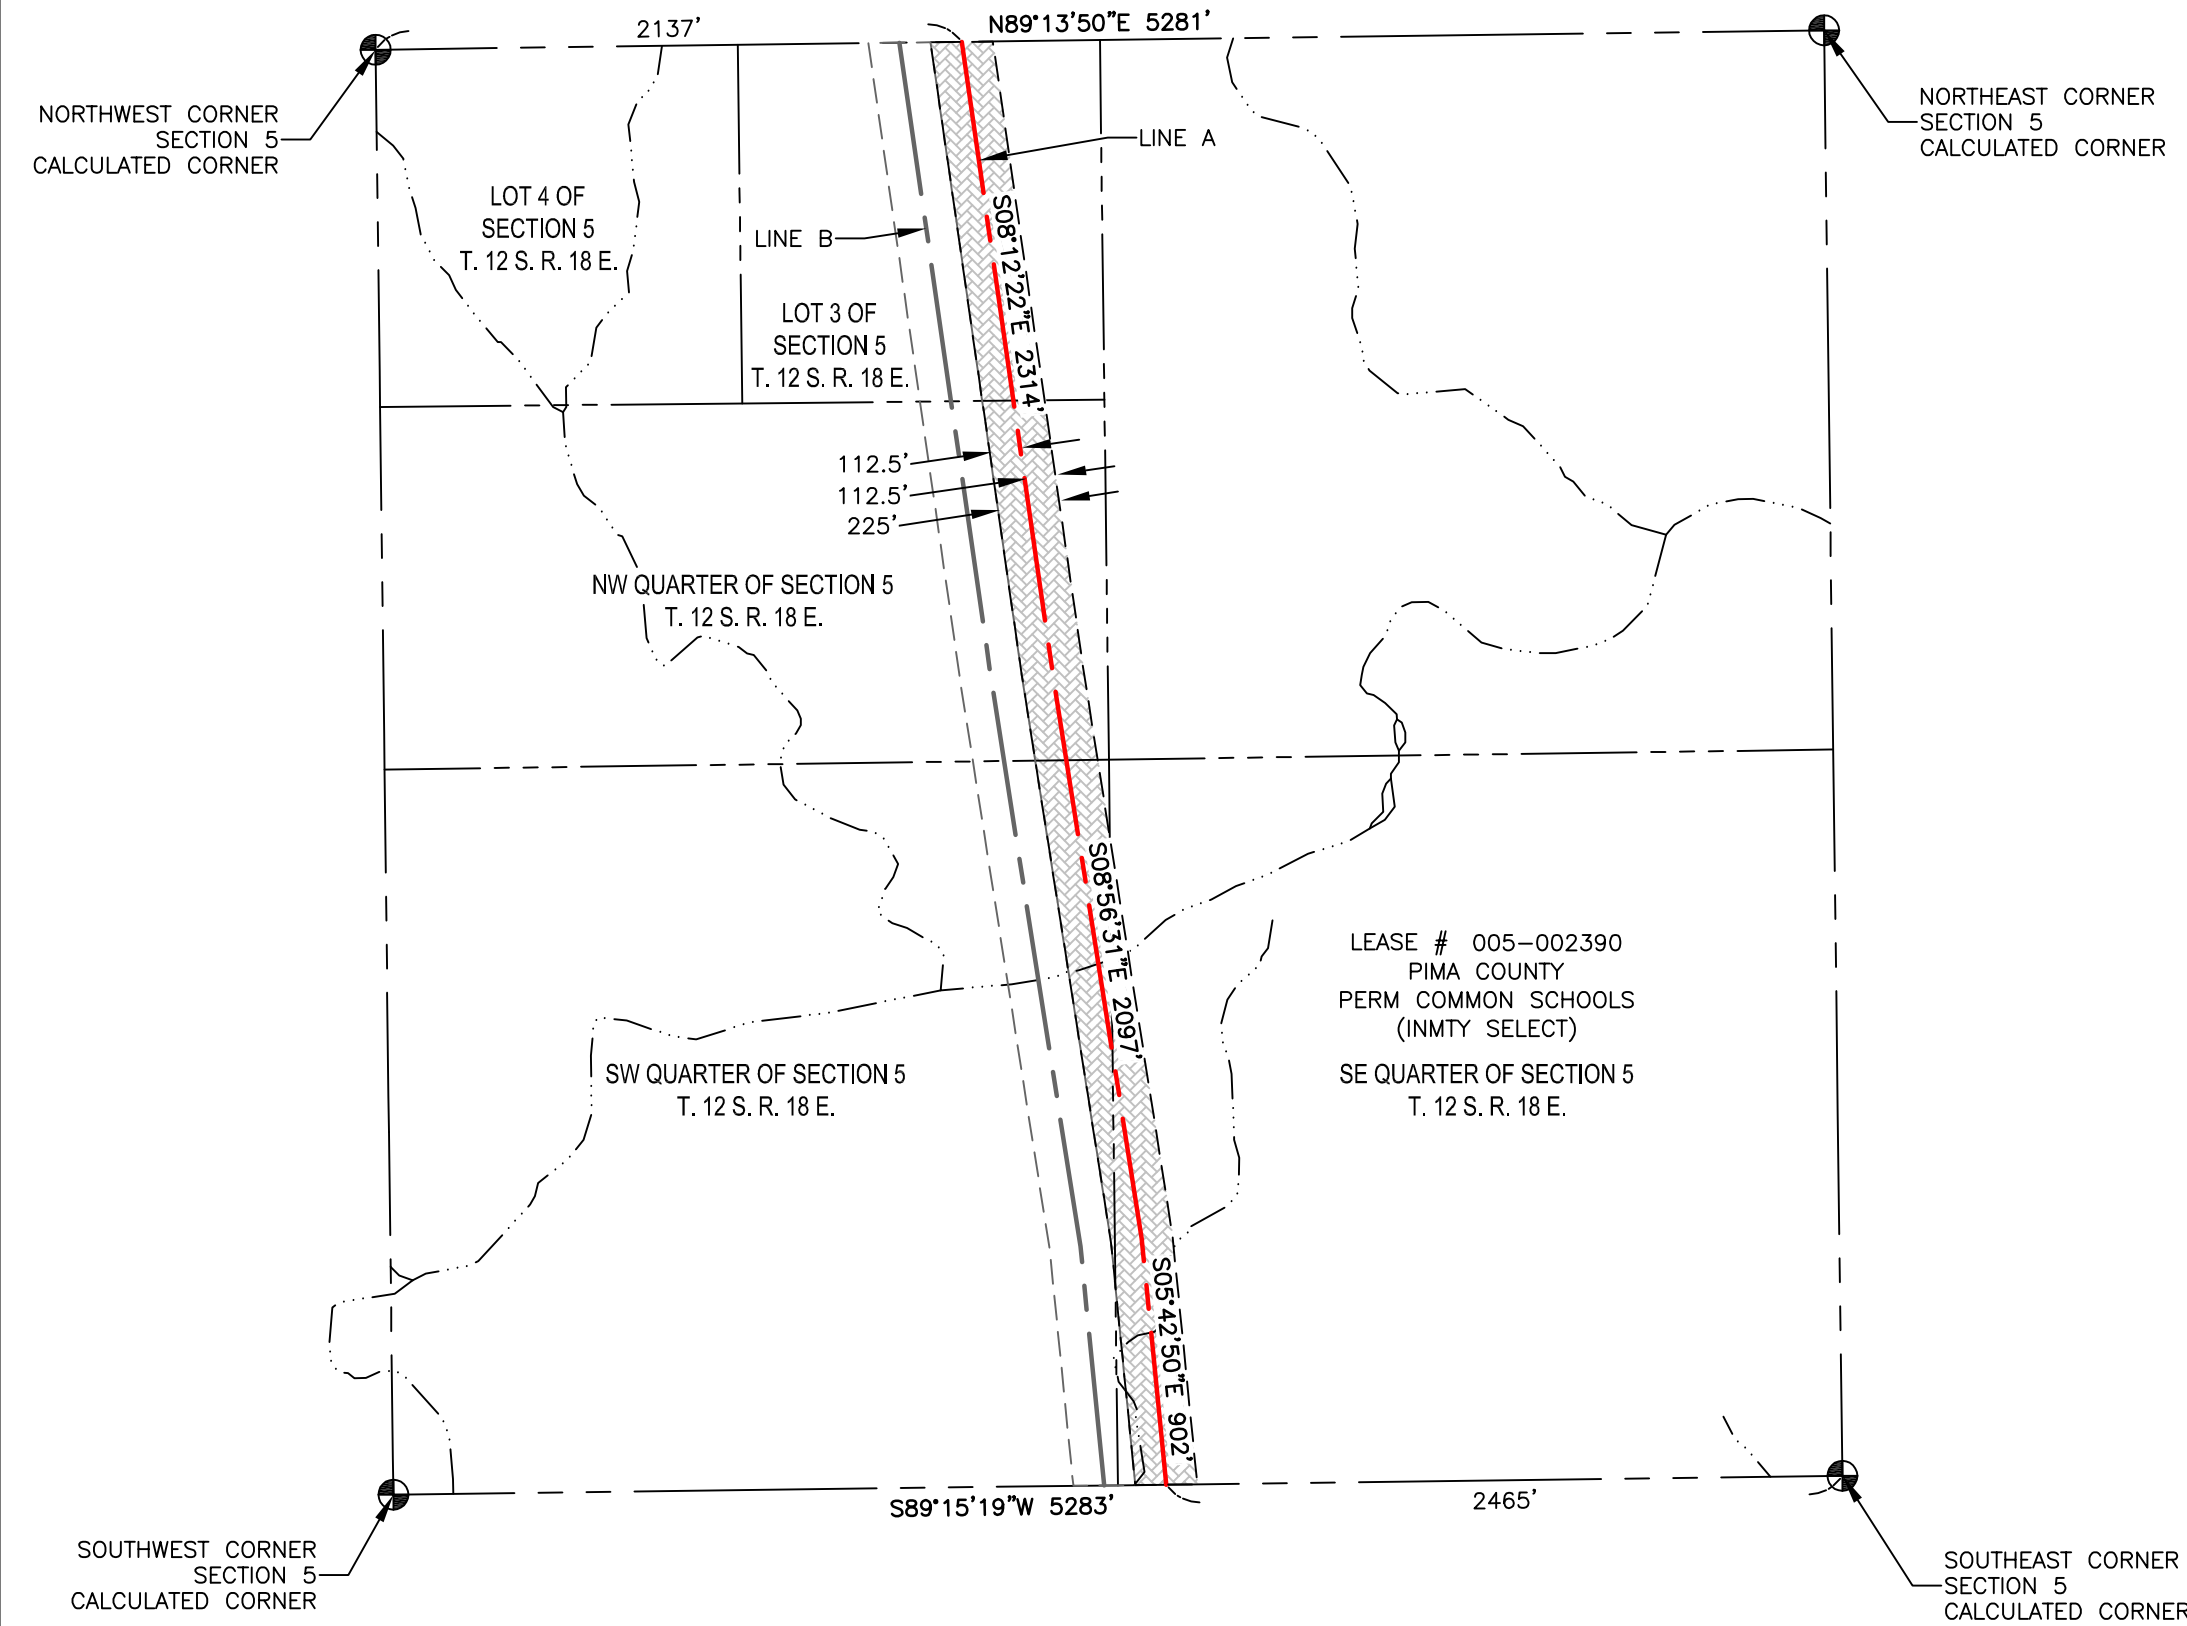 2137'
N89°13'50"E 5281'
NORTHWEST CORNER
SECTION 5
CALCULATED CORNER
NORTHEAST CORNER
SECTION 5
CALCULATED CORNER
LINE A
LOT 4 OF
SECTION 5
T. 12 S. R. 18 E.
LINE B
S08°12'22"E 2314'
LOT 3 OF
SECTION 5
T. 12 S. R. 18 E.
112.5'
112.5'
225'
NW QUARTER OF SECTION 5
T. 12 S. R. 18 E.
S08°56'31"E 2097'
LEASE # 005-002390
PIMA COUNTY
PERM COMMON SCHOOLS
(INMTY SELECT)
SW QUARTER OF SECTION 5
T. 12 S. R. 18 E.
SE QUARTER OF SECTION 5
T. 12 S. R. 18 E.
S05°42'50"E 902'
S89°15'19"W 5283'
2465'
SOUTHWEST CORNER
SECTION 5
CALCULATED CORNER
SOUTHEAST CORNER
SECTION 5
CALCULATED CORNER